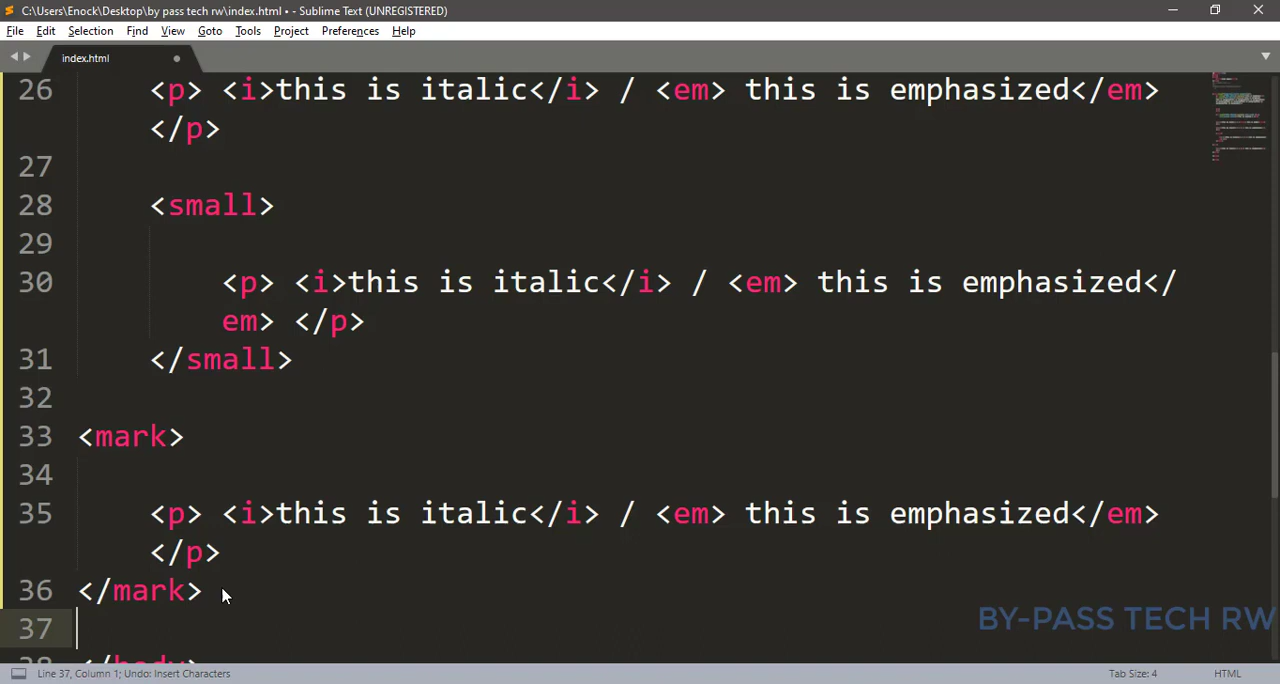 C:\Users\Enock\Desktop\by pass tech rw\index.html • - Sublime Text (UNREGISTERED)
File Edit Selection Find View Goto Tools Project Preferences Help
index.html
26 <p> <i>this is italic</i> / <em> this is emphasized</em>
</p>
27
28 <small>
29
30 <p> <i>this is italic</i> / <em> this is emphasized</
em> </p>
31 </small>
32
33 <mark>
34
35 <p> <i>this is italic</i> / <em> this is emphasized</em>
</p>
36 </mark>
37
BY-PASS TECH RW
38 </body>
Line 37, Column 1; Undo: Insert Characters Tab Size: 4 HTML